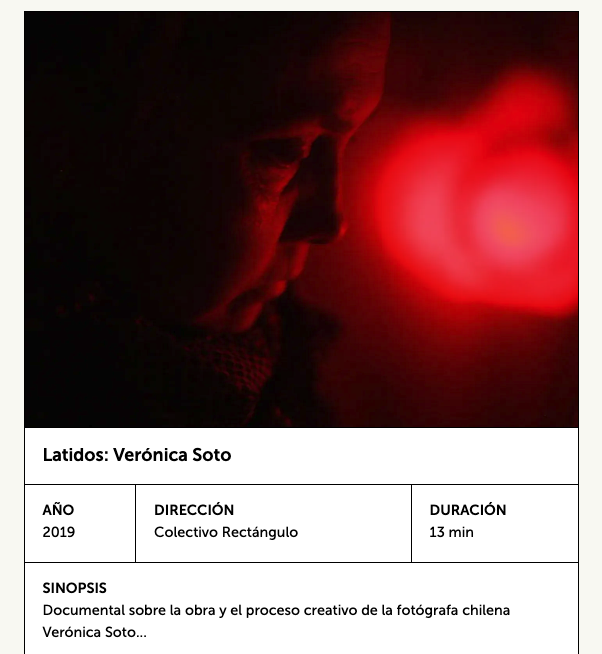 Latidos: Verónica Soto
AÑO
2019
DIRECCIÓN
Colectivo Rectángulo
DURACIÓN
13 min
SINOPSIS
Documental sobre la obra y el proceso creativo de la fotógrafa chilena
Verónica Soto...